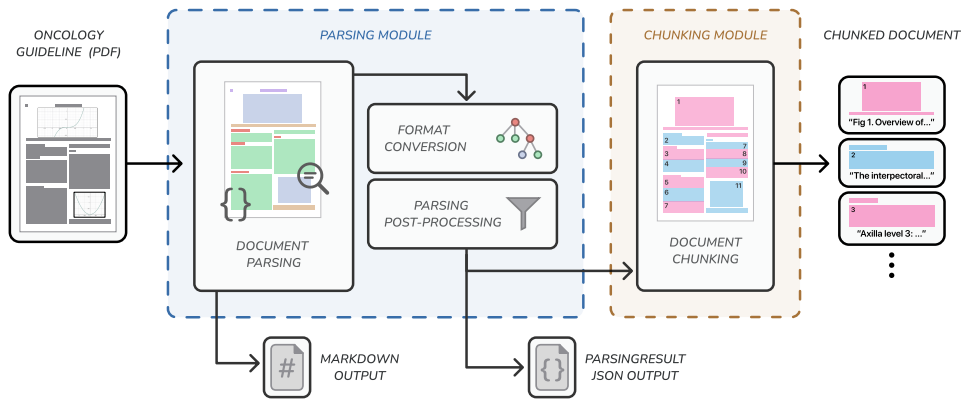 ONCOLOGY
GUIDELINE (PDF)
PARSING MODULE
{}
DOCUMENT
PARSING
FORMAT
CONVERSION
PARSING
POST-PROCESSING
CHUNKING MODULE
1
2
3
4
5
6
7
7
8
9
10
11
DOCUMENT
CHUNKING
CHUNKED DOCUMENT
1
"Fig 1. Overview of..."
2
"The interpectoral..."
3
"Axilla level 3: ..."
#
MARKDOWN
OUTPUT
{}
PARSINGRESULT
JSON OUTPUT